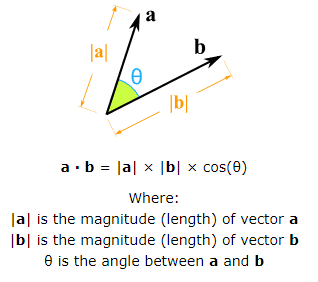 a
|a|
b
θ
|b|
a · b = |a| × |b| × cos(θ)
Where:
|a| is the magnitude (length) of vector a
|b| is the magnitude (length) of vector b
θ is the angle between a and b